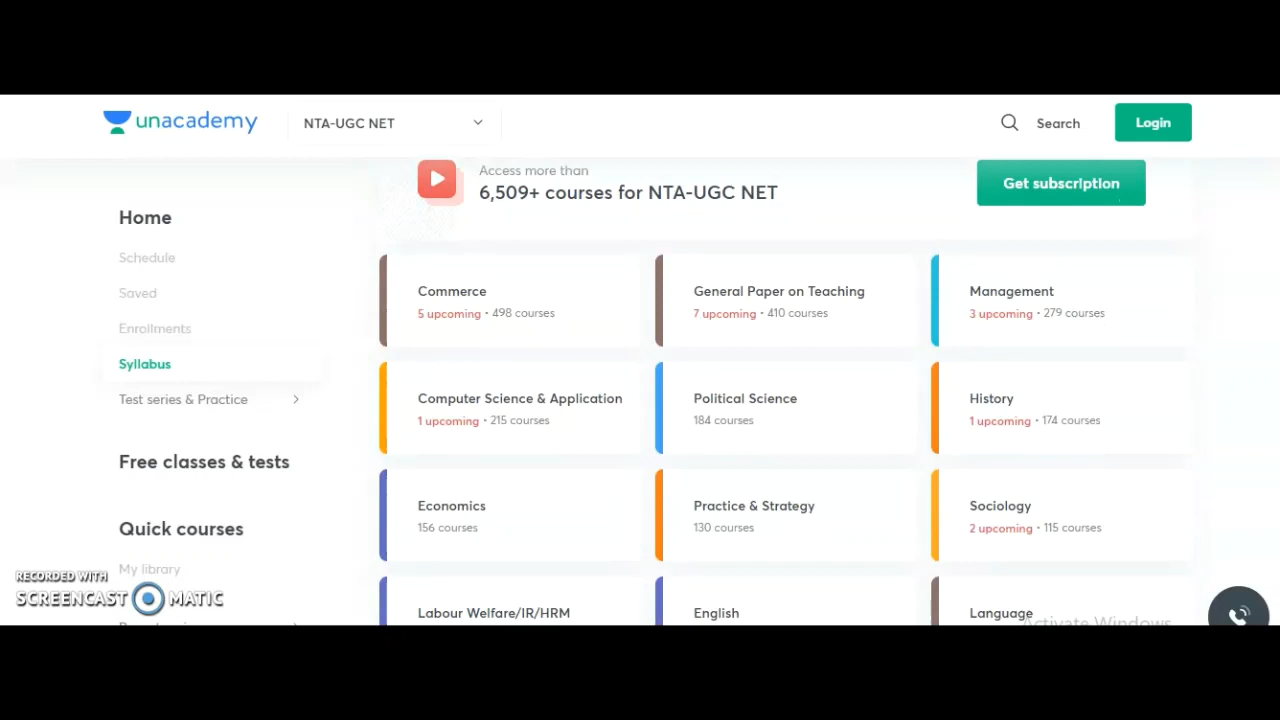 unacademy
NTA-UGC NET
Search
Login
Access more than
6,509+ courses for NTA-UGC NET
Get subscription
Home
Schedule
Saved
Enrollments
Syllabus
Test series & Practice
Free classes & tests
Quick courses
My library
Commerce
5 upcoming • 498 courses
General Paper on Teaching
7 upcoming • 410 courses
Management
3 upcoming • 279 courses
Computer Science & Application
1 upcoming • 215 courses
Political Science
184 courses
History
1 upcoming • 174 courses
Economics
156 courses
Practice & Strategy
130 courses
Sociology
2 upcoming • 115 courses
Labour Welfare/IR/HRM
English
Language
Activate Windows
RECORDED WITH
SCREENCAST MATIC